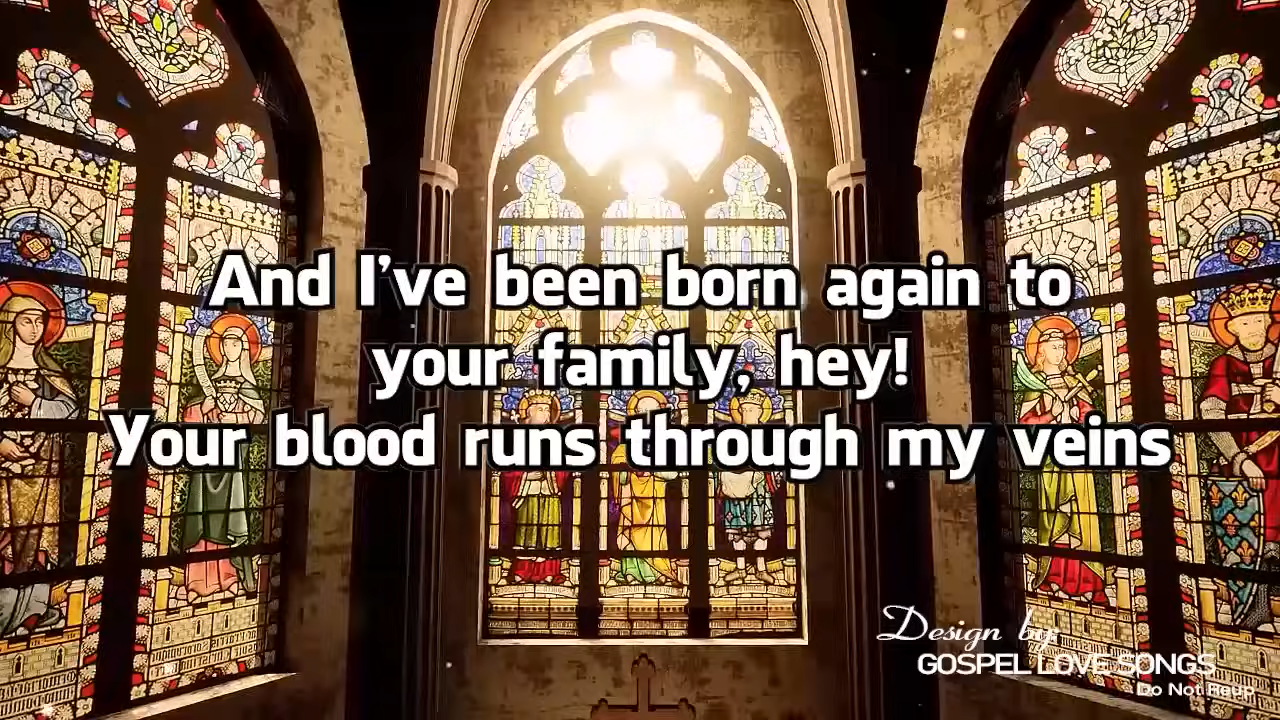 And I've been born again to
your family, hey!
Your blood runs through my veins
Design by
GOSPEL LOVE SONGS
Do Not Reup